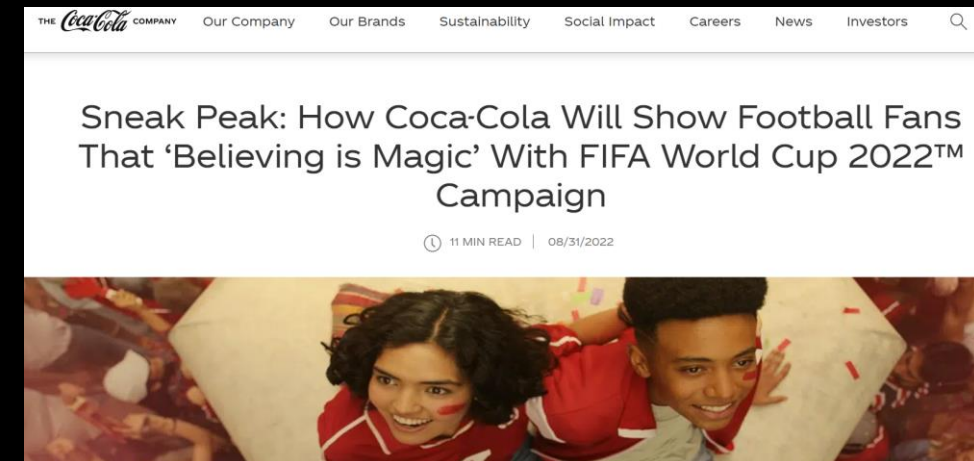 THE Coca-Cola COMPANY Our Company Our Brands Sustainability Social Impact Careers News Investors
Sneak Peak: How Coca-Cola Will Show Football Fans
That ‘Believing is Magic’ With FIFA World Cup 2022™
Campaign
11 MIN READ | 08/31/2022